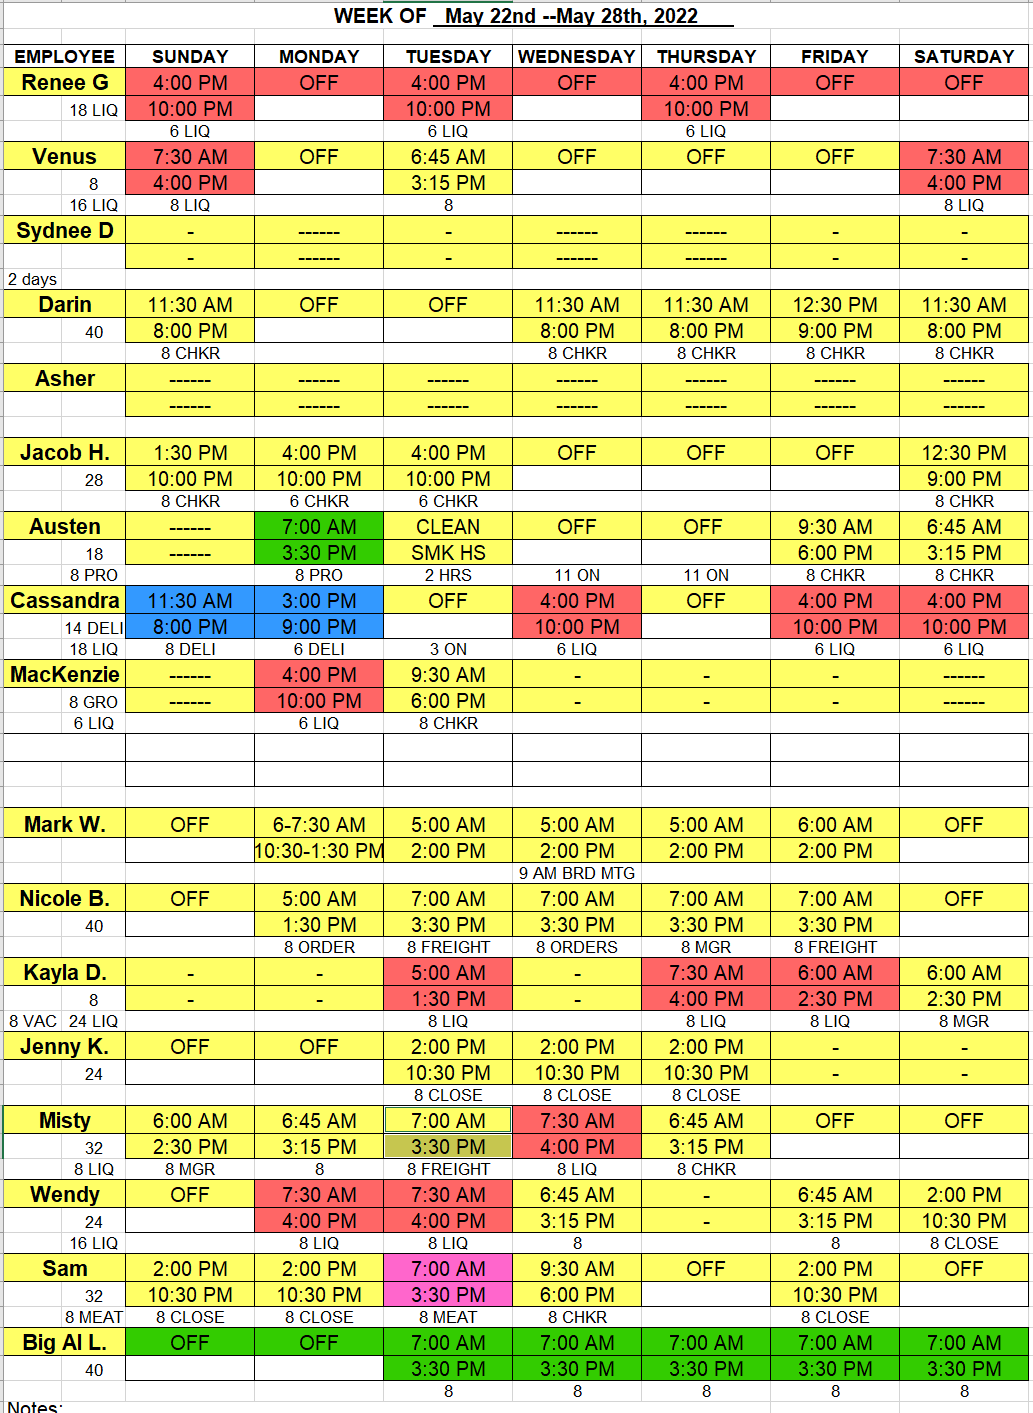 WEEK OF May 22nd --May 28th, 2022
EMPLOYEE SUNDAY MONDAY TUESDAY WEDNESDAY THURSDAY FRIDAY SATURDAY
Renee G 4:00 PM OFF 4:00 PM OFF 4:00 PM OFF OFF
18 LIQ 10:00 PM 10:00 PM 10:00 PM
6 LIQ 6 LIQ 6 LIQ
Venus 7:30 AM OFF 6:45 AM OFF OFF OFF 7:30 AM
8 4:00 PM 3:15 PM 4:00 PM
16 LIQ 8 LIQ 8 8 LIQ
Sydnee D - ------ - ------ ------ - -
- ------ - ------ ------ - -
2 days
Darin 11:30 AM OFF OFF 11:30 AM 11:30 AM 12:30 PM 11:30 AM
40 8:00 PM 8:00 PM 8:00 PM 9:00 PM 8:00 PM
8 CHKR 8 CHKR 8 CHKR 8 CHKR 8 CHKR
Asher ------ ------ ------ ------ ------ ------ ------
------ ------ ------ ------ ------ ------ ------
Jacob H. 1:30 PM 4:00 PM 4:00 PM OFF OFF OFF 12:30 PM
28 10:00 PM 10:00 PM 10:00 PM 9:00 PM
8 CHKR 6 CHKR 6 CHKR 8 CHKR
Austen ------ 7:00 AM CLEAN OFF OFF 9:30 AM 6:45 AM
18 ------ 3:30 PM SMK HS 6:00 PM 3:15 PM
8 PRO 8 PRO 2 HRS 11 ON 11 ON 8 CHKR 8 CHKR
Cassandra 11:30 AM 3:00 PM OFF 4:00 PM OFF 4:00 PM 4:00 PM
14 DELI 8:00 PM 9:00 PM 10:00 PM 10:00 PM 10:00 PM
18 LIQ 8 DELI 6 DELI 3 ON 6 LIQ 6 LIQ 6 LIQ
MacKenzie ------ 4:00 PM 9:30 AM - - - ------
8 GRO ------ 10:00 PM 6:00 PM - - - ------
6 LIQ 6 LIQ 8 CHKR
Mark W. OFF 6-7:30 AM 5:00 AM 5:00 AM 5:00 AM 6:00 AM OFF
10:30-1:30 PM 2:00 PM 2:00 PM 2:00 PM 2:00 PM
9 AM BRD MTG
Nicole B. OFF 5:00 AM 7:00 AM 7:00 AM 7:00 AM 7:00 AM OFF
40 1:30 PM 3:30 PM 3:30 PM 3:30 PM 3:30 PM
8 ORDER 8 FREIGHT 8 ORDERS 8 MGR 8 FREIGHT
Kayla D. - - 5:00 AM - 7:30 AM 6:00 AM 6:00 AM
8 - - 1:30 PM - 4:00 PM 2:30 PM 2:30 PM
8 VAC 24 LIQ 8 LIQ 8 LIQ 8 LIQ 8 MGR
Jenny K. OFF OFF 2:00 PM 2:00 PM 2:00 PM - -
24 10:30 PM 10:30 PM 10:30 PM - -
8 CLOSE 8 CLOSE 8 CLOSE
Misty 6:00 AM 6:45 AM 7:00 AM 7:30 AM 6:45 AM OFF OFF
32 2:30 PM 3:15 PM 3:30 PM 4:00 PM 3:15 PM
8 LIQ 8 MGR 8 8 FREIGHT 8 LIQ 8 CHKR
Wendy OFF 7:30 AM 7:30 AM 6:45 AM - 6:45 AM 2:00 PM
24 4:00 PM 4:00 PM 3:15 PM - 3:15 PM 10:30 PM
16 LIQ 8 LIQ 8 LIQ 8 8 8 CLOSE
Sam 2:00 PM 2:00 PM 7:00 AM 9:30 AM OFF 2:00 PM OFF
32 10:30 PM 10:30 PM 3:30 PM 6:00 PM 10:30 PM
8 MEAT 8 CLOSE 8 CLOSE 8 MEAT 8 CHKR 8 CLOSE
Big Al L. OFF OFF 7:00 AM 7:00 AM 7:00 AM 7:00 AM 7:00 AM
40 3:30 PM 3:30 PM 3:30 PM 3:30 PM 3:30 PM
8 8 8 8 8
Notes: